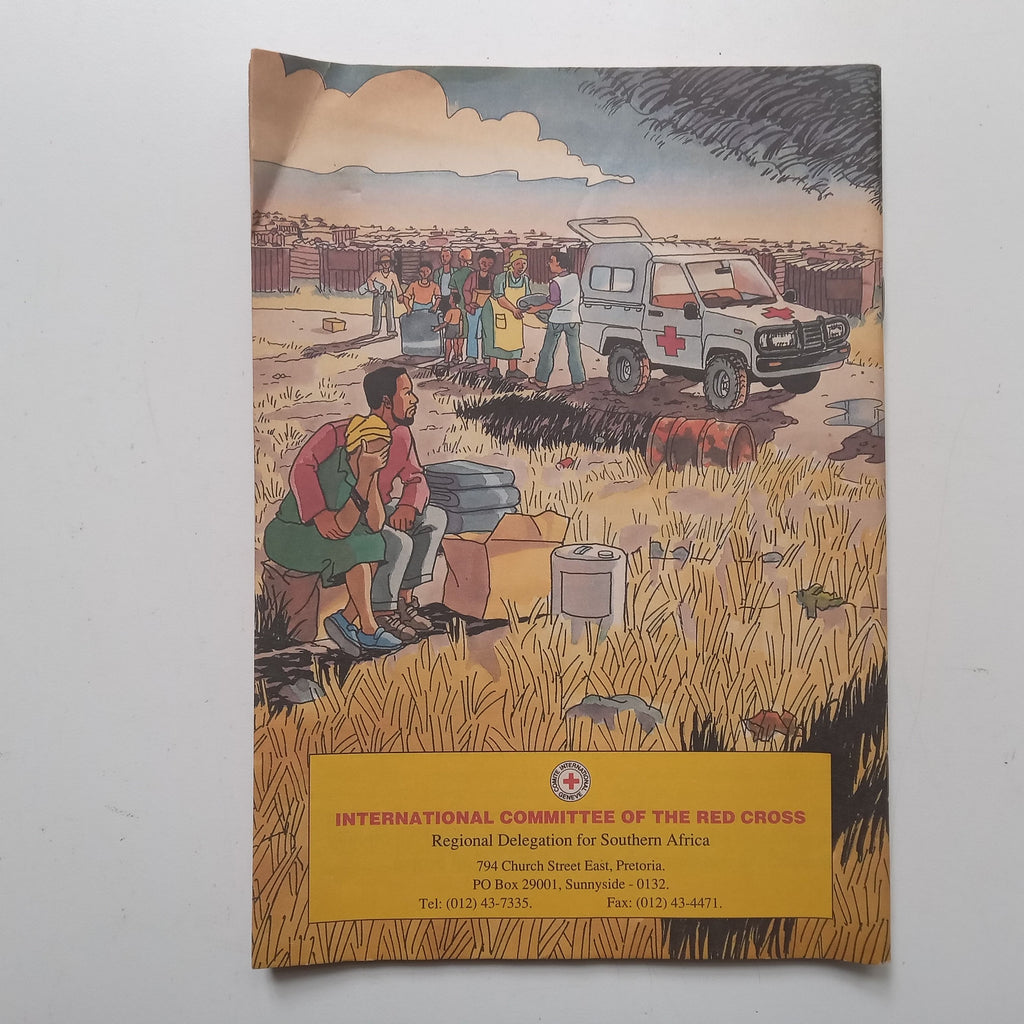 COMITE INTERNATIONAL
GENEVE
INTERNATIONAL COMMITTEE OF THE RED CROSS
Regional Delegation for Southern Africa
794 Church Street East, Pretoria.
PO Box 29001, Sunnyside - 0132.
Tel: (012) 43-7335. Fax: (012) 43-4471.